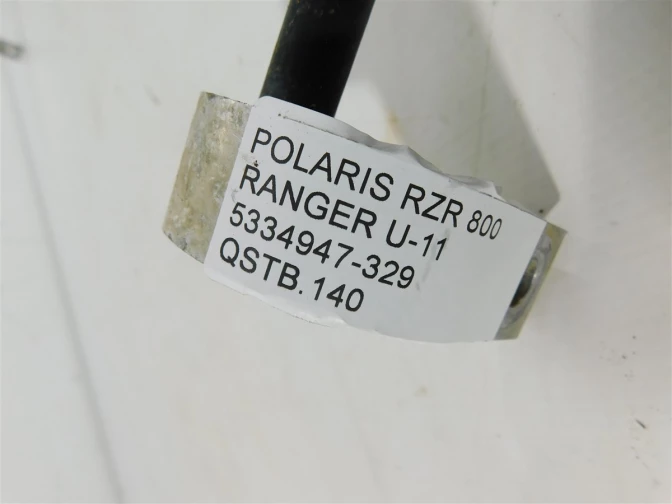 POLARIS RZR 800
RANGER U-11
5334947-329
QSTB.140